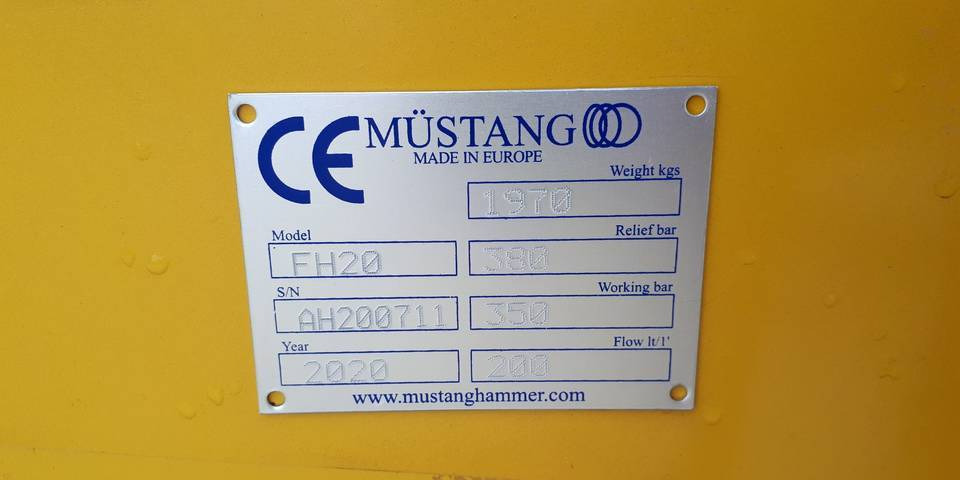 CE MÜSTANG
MADE IN EUROPE
Weight kgs
1970
Model
FH20
Relief bar
380
S/N
AH200711
Working bar
350
Year
2020
Flow lt/1'
200
www.mustanghammer.com